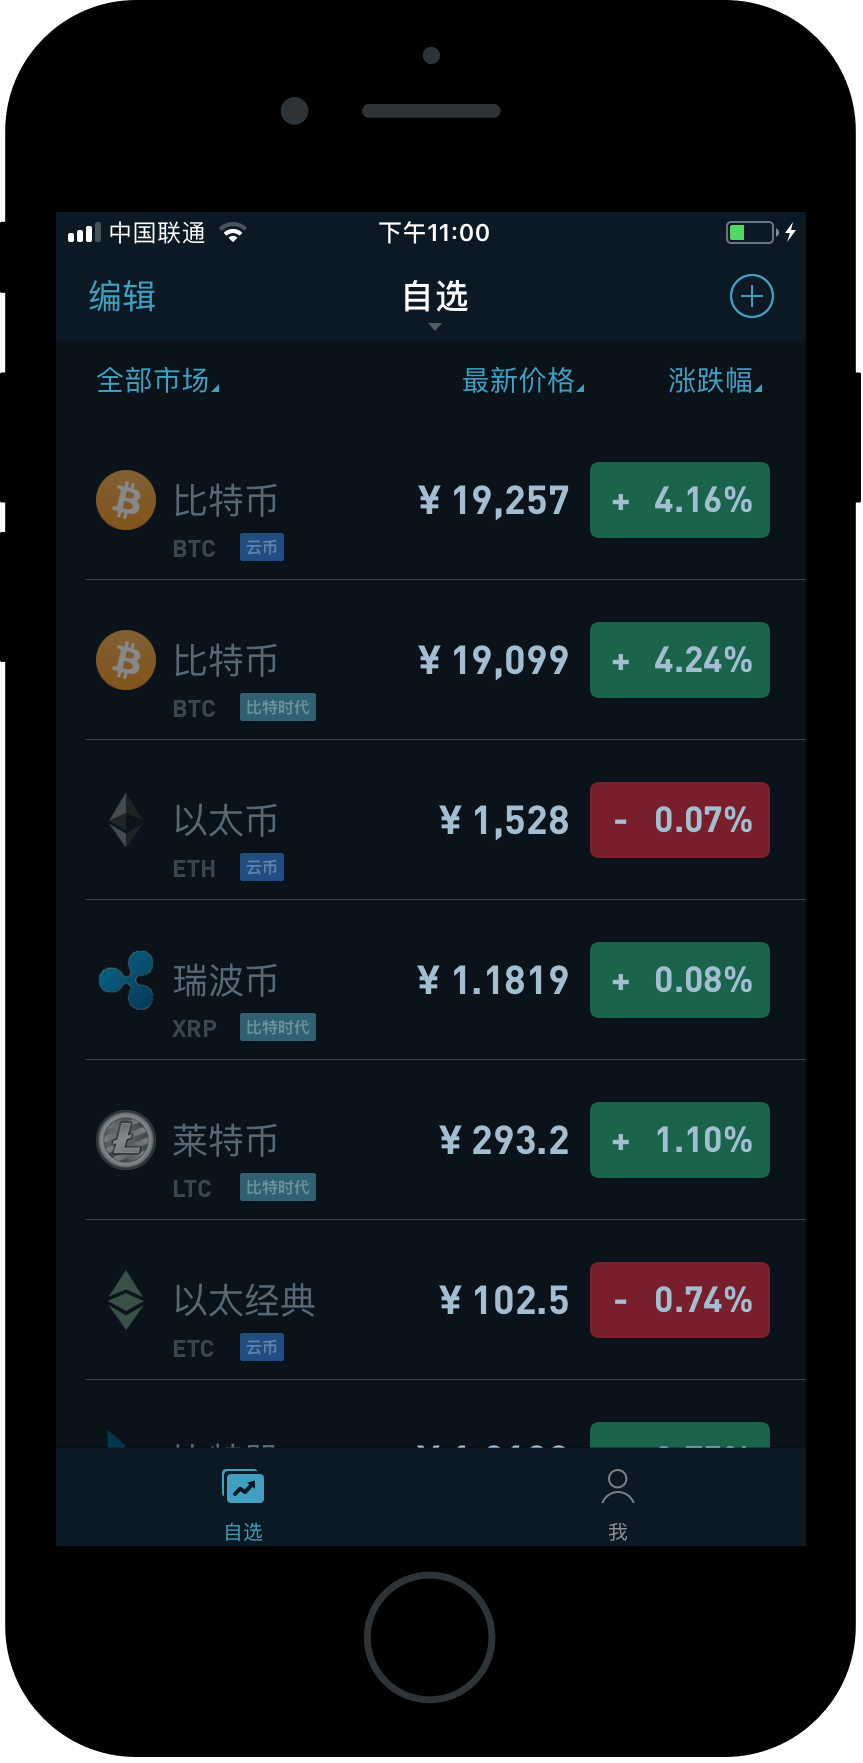 中国联通 下午11:00
编辑 自选
全部市场 最新价格 涨跌幅
比特币 ¥ 19,257 + 4.16%
BTC 云币
比特币 ¥ 19,099 + 4.24%
BTC 比特时代
以太币 ¥ 1,528 - 0.07%
ETH 云币
瑞波币 ¥ 1.1819 + 0.08%
XRP 比特时代
莱特币 ¥ 293.2 + 1.10%
LTC 比特时代
以太经典 ¥ 102.5 - 0.74%
ETC 云币
自选 我